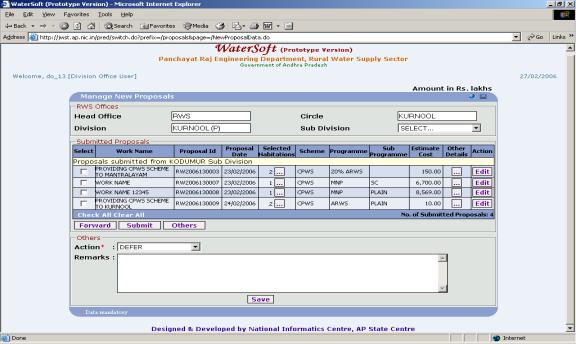 WaterSoft (Prototype Version) - Microsoft Internet Explorer
File Edit View Favorites Tools Help
Back Search Favorites Media
Address http://jwst.ap.nic.in/pred/switch.do?prefix=/proposals&page=/NewProposalData.do Go Links »
WaterSoft (Prototype Version)
Panchayat Raj Engineering Department, Rural Water Supply Sector
Government of Andhra Pradesh
Welcome, do_13 [Division Office User] 27/02/2006
Amount in Rs. lakhs
Manage New Proposals
RWS Offices
Head Office RWS Circle KURNOOL
Division KURNOOL (P) Sub Division SELECT...
Submitted Proposals
Select Work Name Proposal Id Proposal Date Selected Habitations Scheme Programme Sub Programme Estimate Cost Other Details Action
Proposals submitted from KODUMUR Sub Division
PROVIDING CPWS SCHEME TO MANTRALAYAM RW2006130003 23/02/2006 2 ... CPWS 20% ARWS 150.00 ... Edit
WORK NAME RW2006130007 23/02/2006 1 ... CPWS MNP SC 6,700.00 ... Edit
WORK NAME 12345 RW2006130008 23/02/2006 1 ... CPWS MNP PLAIN 8,569.00 ... Edit
PROVIDING CPWS SCHEME TO KURNOOL RW2006130009 24/02/2006 2 ... CPWS ARWS PLAIN 10.00 ... Edit
Check All Clear All No. of Submitted Proposals: 4
Forward Submit Others
Others
Action* : DEFER
Remarks :
Save
Data mandatory
Designed & Developed by National Informatics Centre, AP State Centre
Done Internet